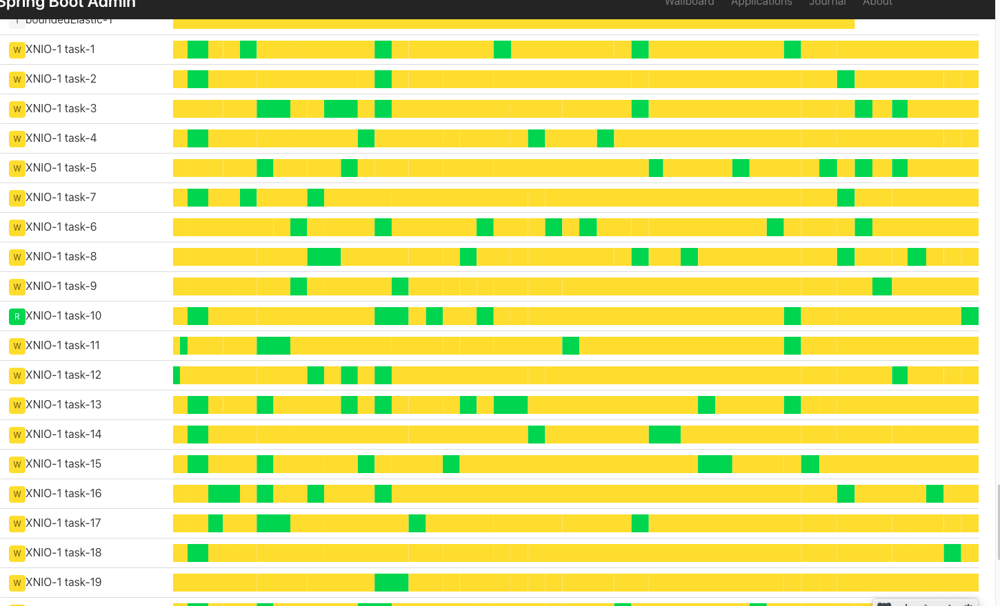 Spring Boot Admin
Wallboard Applications Journal About
T boundedElastic-1
W XNIO-1 task-1
W XNIO-1 task-2
W XNIO-1 task-3
W XNIO-1 task-4
W XNIO-1 task-5
W XNIO-1 task-7
W XNIO-1 task-6
W XNIO-1 task-8
W XNIO-1 task-9
R XNIO-1 task-10
W XNIO-1 task-11
W XNIO-1 task-12
W XNIO-1 task-13
W XNIO-1 task-14
W XNIO-1 task-15
W XNIO-1 task-16
W XNIO-1 task-17
W XNIO-1 task-18
W XNIO-1 task-19